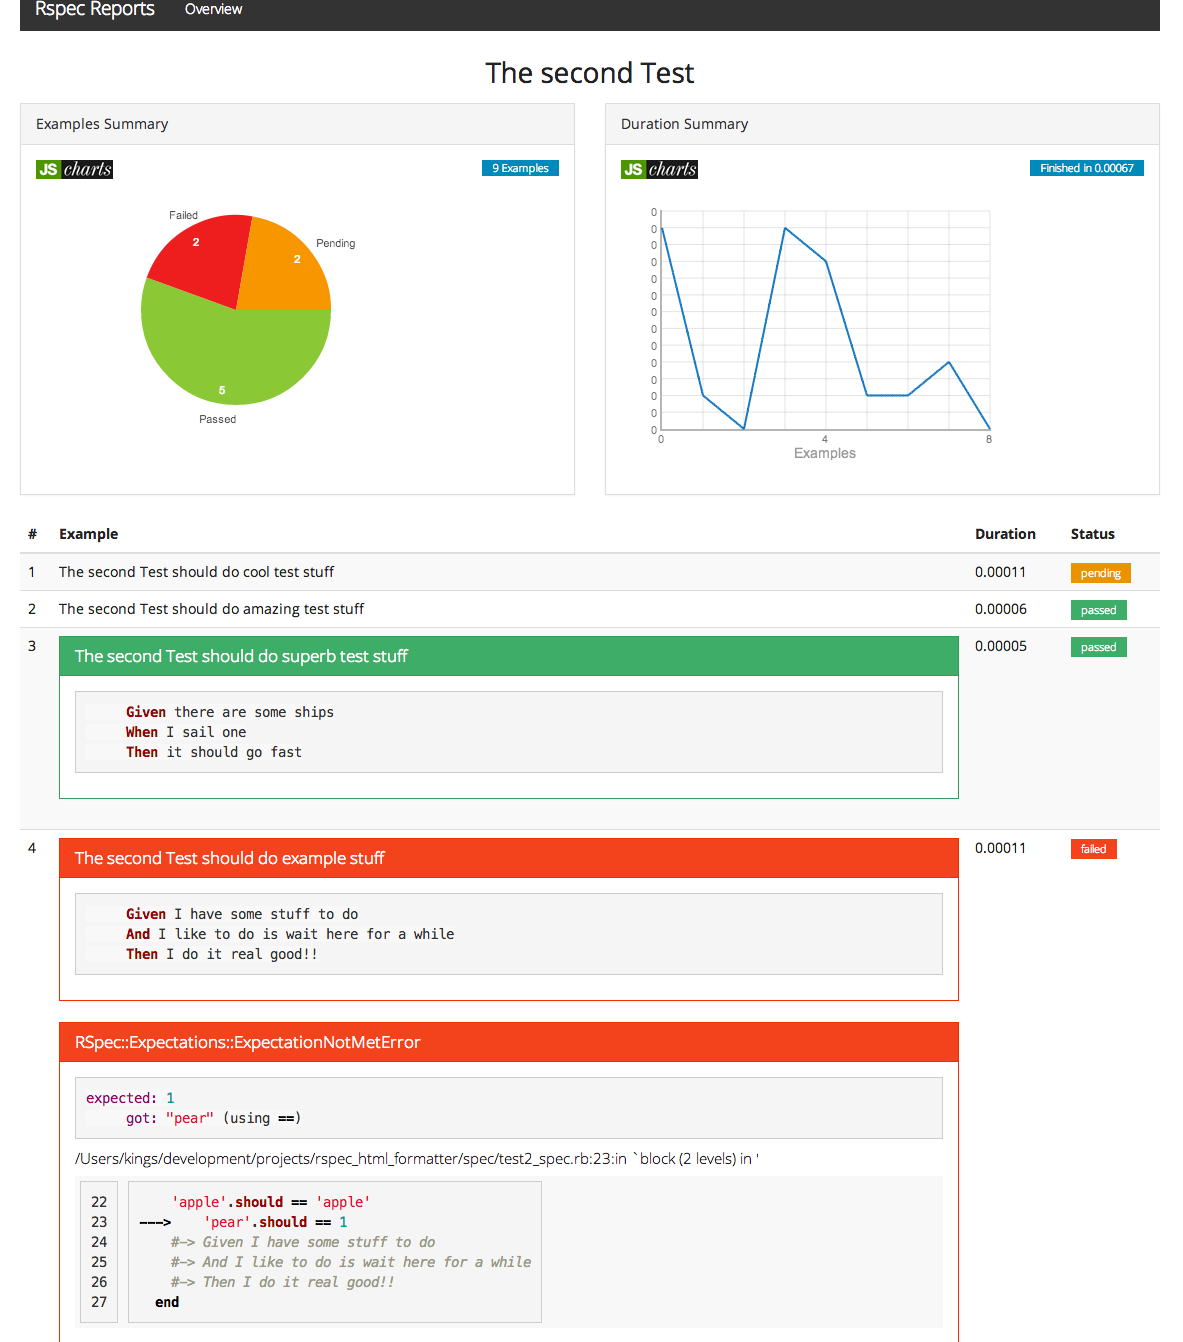 Rspec Reports Overview
The second Test
Examples Summary
JS charts
9 Examples
Failed
2
Pending
2
5
Passed
Duration Summary
JS charts
Finished in 0.00067
0
0
0
0
0
0
0
0
0
0
0
0
0
0
0 4 8
Examples
# Example Duration Status
1 The second Test should do cool test stuff 0.00011 pending
2 The second Test should do amazing test stuff 0.00006 passed
3 The second Test should do superb test stuff 0.00005 passed
Given there are some ships
When I sail one
Then it should go fast
4 The second Test should do example stuff 0.00011 failed
Given I have some stuff to do
And I like to do is wait here for a while
Then I do it real good!!
RSpec::Expectations::ExpectationNotMetError
expected: 1
got: "pear" (using ==)
/Users/kings/development/projects/rspec_html_formatter/spec/test2_spec.rb:23:in `block (2 levels) in '
22 'apple'.should == 'apple'
23 ---> 'pear'.should == 1
24 #-> Given I have some stuff to do
25 #-> And I like to do is wait here for a while
26 #-> Then I do it real good!!
27 end